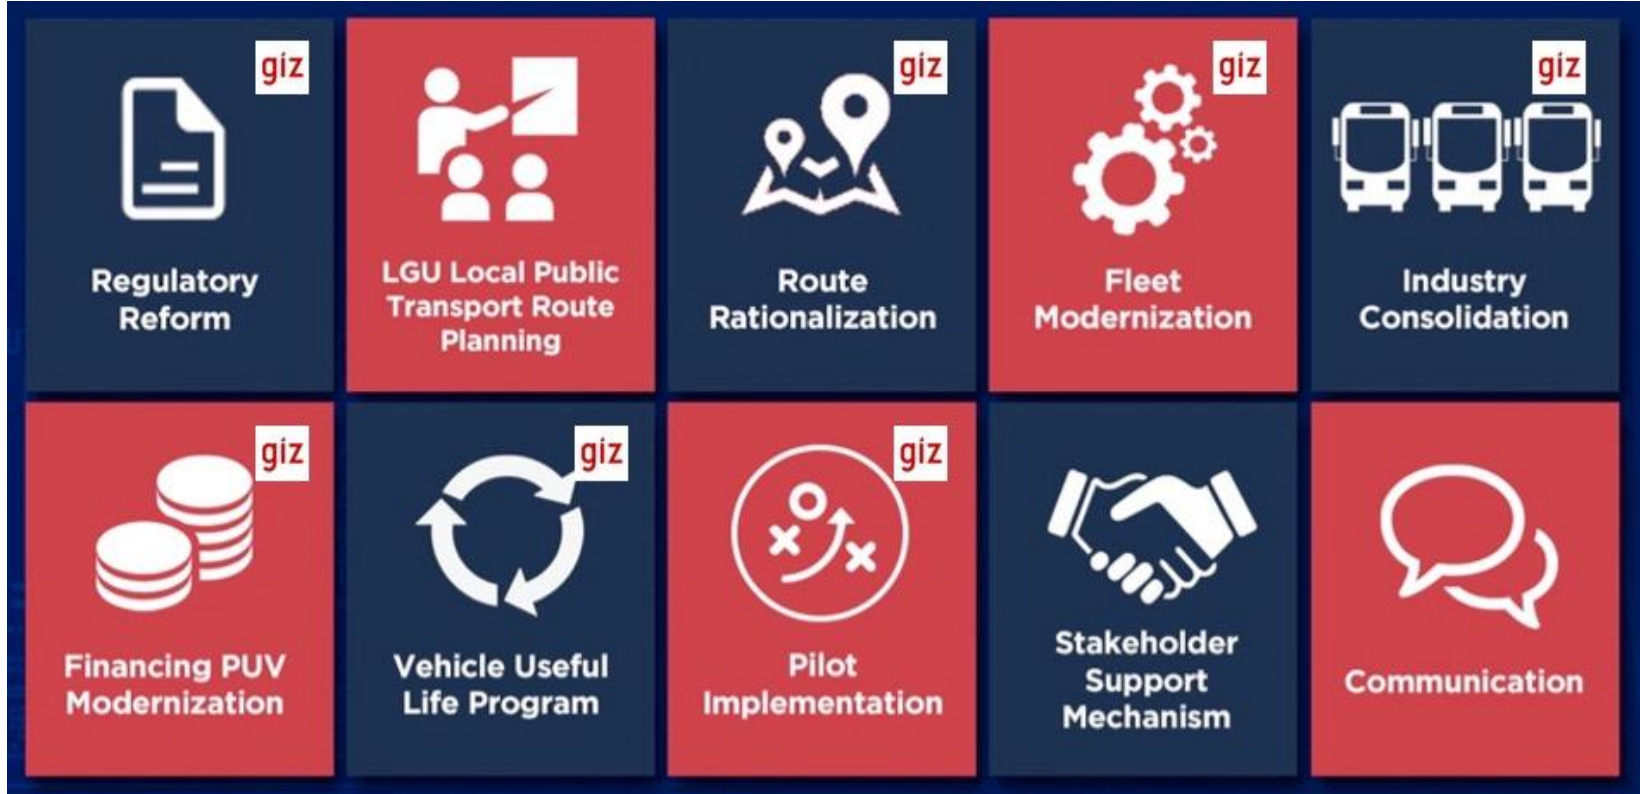 giz
Regulatory
Reform
LGU Local Public
Transport Route
Planning
giz
Route
Rationalization
giz
Fleet
Modernization
giz
Industry
Consolidation
giz
Financing PUV
Modernization
giz
Vehicle Useful
Life Program
giz
Pilot
Implementation
Stakeholder
Support
Mechanism
Communication